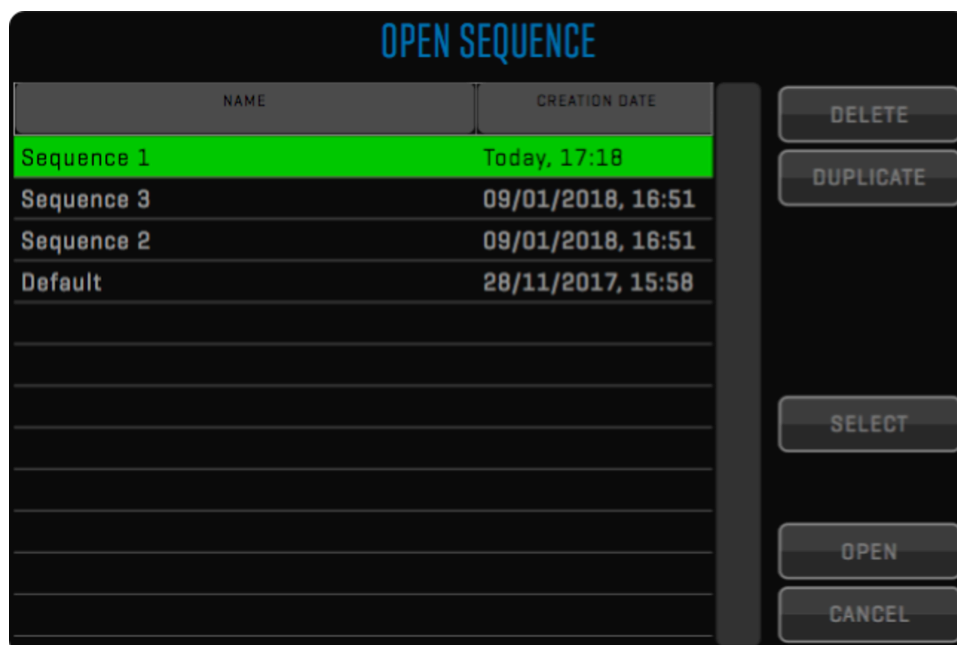 OPEN SEQUENCE
NAME CREATION DATE
Sequence 1 Today, 17:18
Sequence 3 09/01/2018, 16:51
Sequence 2 09/01/2018, 16:51
Default 28/11/2017, 15:58
DELETE
DUPLICATE
SELECT
OPEN
CANCEL